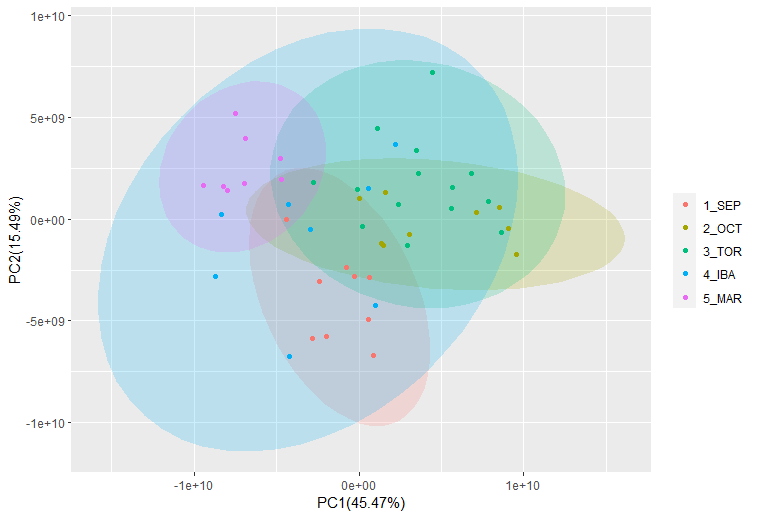 1e+10
5e+09
0e+00
-5e+09
-1e+10
PC2(15.49%)
-1e+10
0e+00
1e+10
PC1(45.47%)
1_SEP
2_OCT
3_TOR
4_IBA
5_MAR